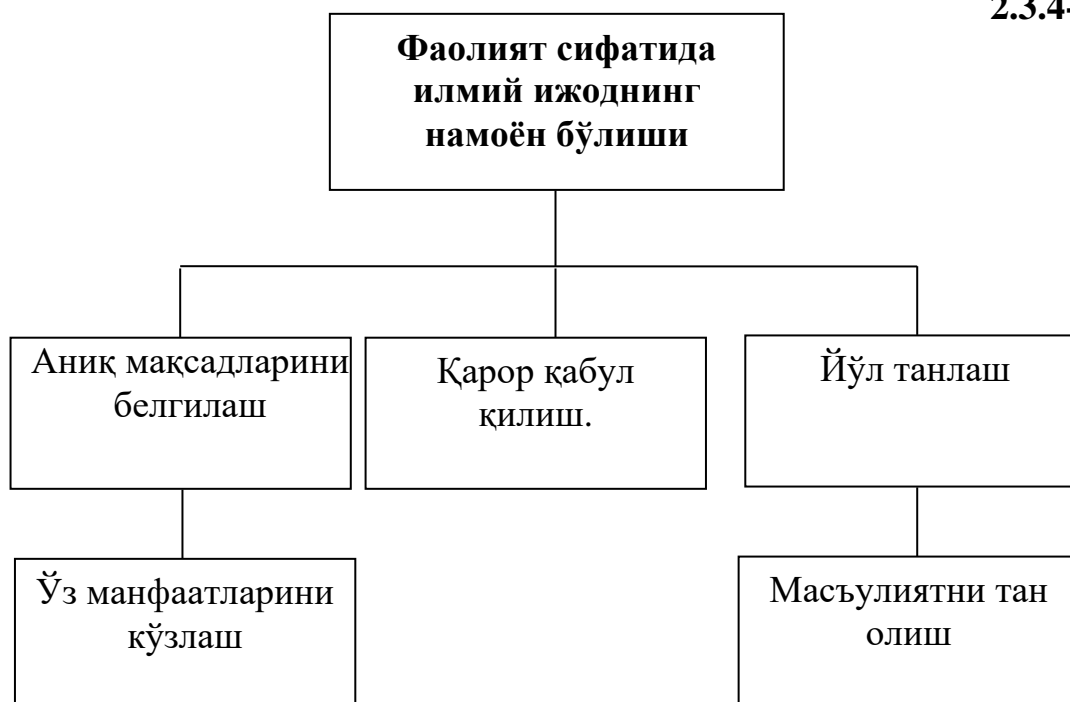 2.3.4-
Фаолият сифатида
илмий ижоднинг
намоён бўлиши
Аниқ мақсадларини
белгилаш
Қарор қабул
қилиш.
Йўл танлаш
Ўз манфаатларини
кўзлаш
Масъулиятни тан
олиш